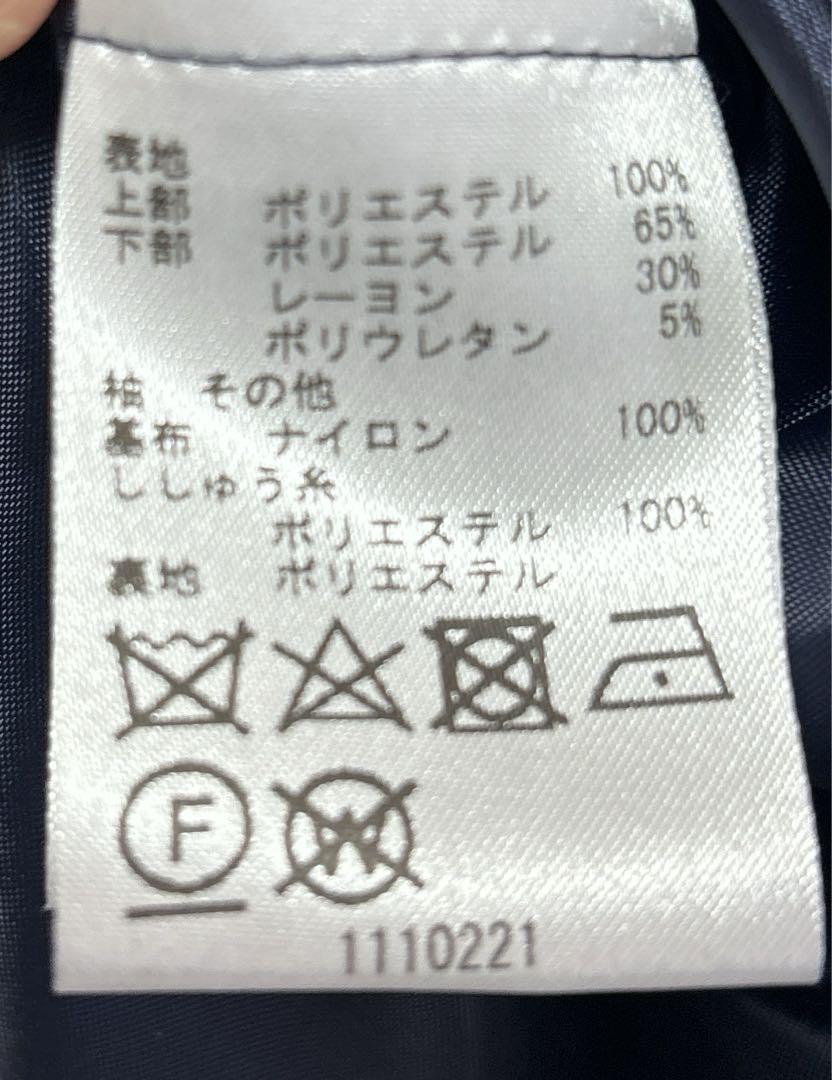 表地
上部 ポリエステル 100%
下部 ポリエステル 65%
レーヨン 30%
ポリウレタン 5%
袖 その他
基布 ナイロン 100%
ししゅう糸
ポリエステル 100%
裏地 ポリエステル
F
W
1110221